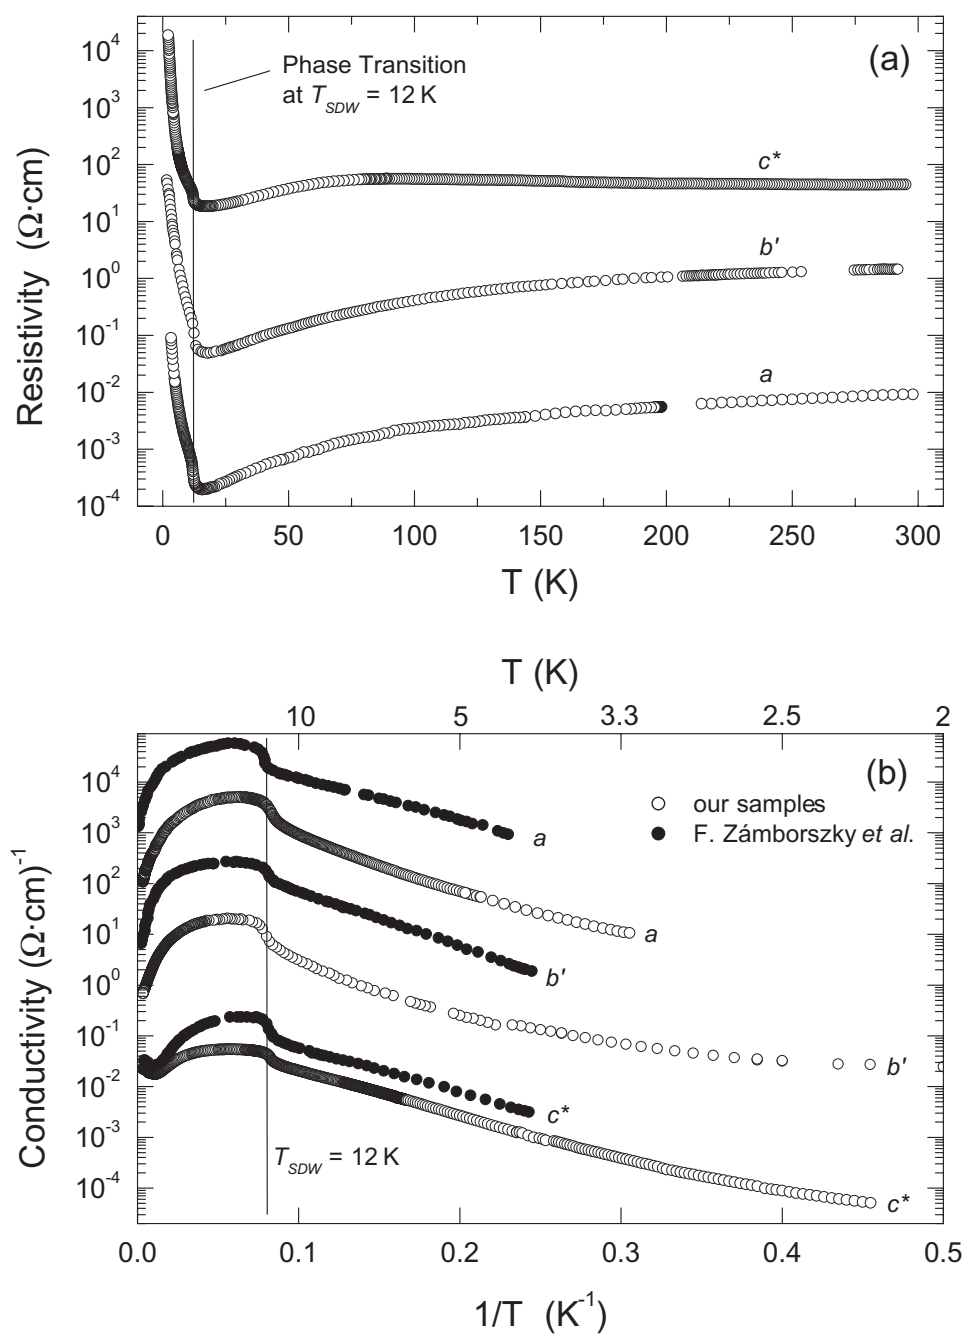 (a)
Phase Transition
at T_SDW = 12 K
c*
b'
a
10^4
10^3
10^2
10^1
10^0
10^-1
10^-2
10^-3
10^-4
Resistivity (Ω·cm)
0 50 100 150 200 250 300
T (K)
T (K)
10 5 3.3 2.5 2
(b)
our samples
F. Zámborszky et al.
a
a
b'
b'
c*
c*
T_SDW = 12 K
10^4
10^3
10^2
10^1
10^0
10^-1
10^-2
10^-3
10^-4
Conductivity (Ω·cm)^-1
0.0 0.1 0.2 0.3 0.4 0.5
1/T (K^-1)